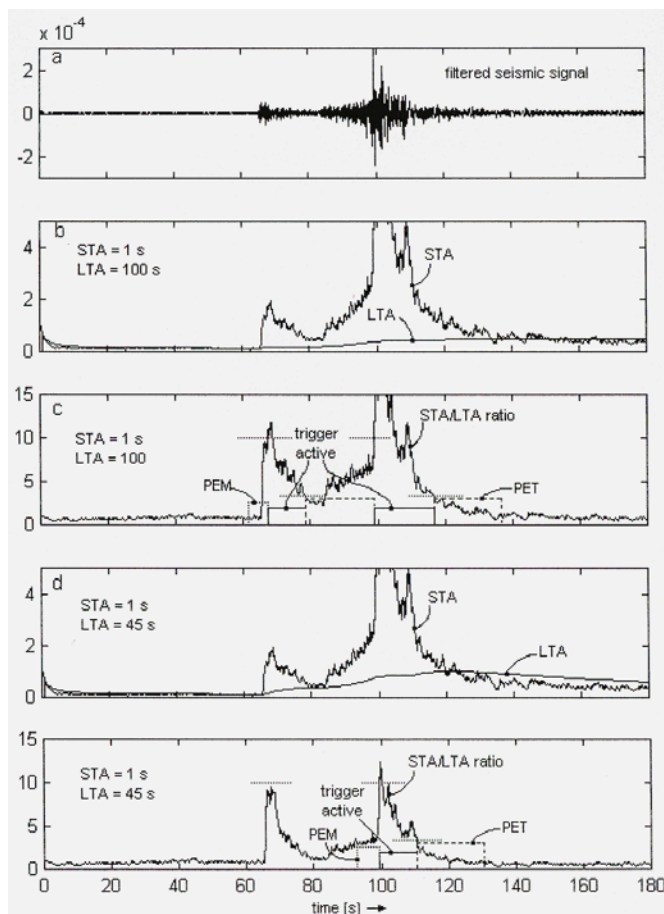 x 10⁻⁴
a
filtered seismic signal
2
0
-2
-4
b
STA = 1 s
LTA = 100 s
STA
LTA
4
2
0
c
STA = 1 s
LTA = 100
trigger
active
STA/LTA ratio
PEM
PET
15
10
5
0
d
STA = 1 s
LTA = 45 s
STA
LTA
4
2
0
STA = 1 s
LTA = 45 s
STA/LTA ratio
trigger
active
PEM
PET
15
10
5
0
0 20 40 60 80 100 120 140 160 180
time [s]